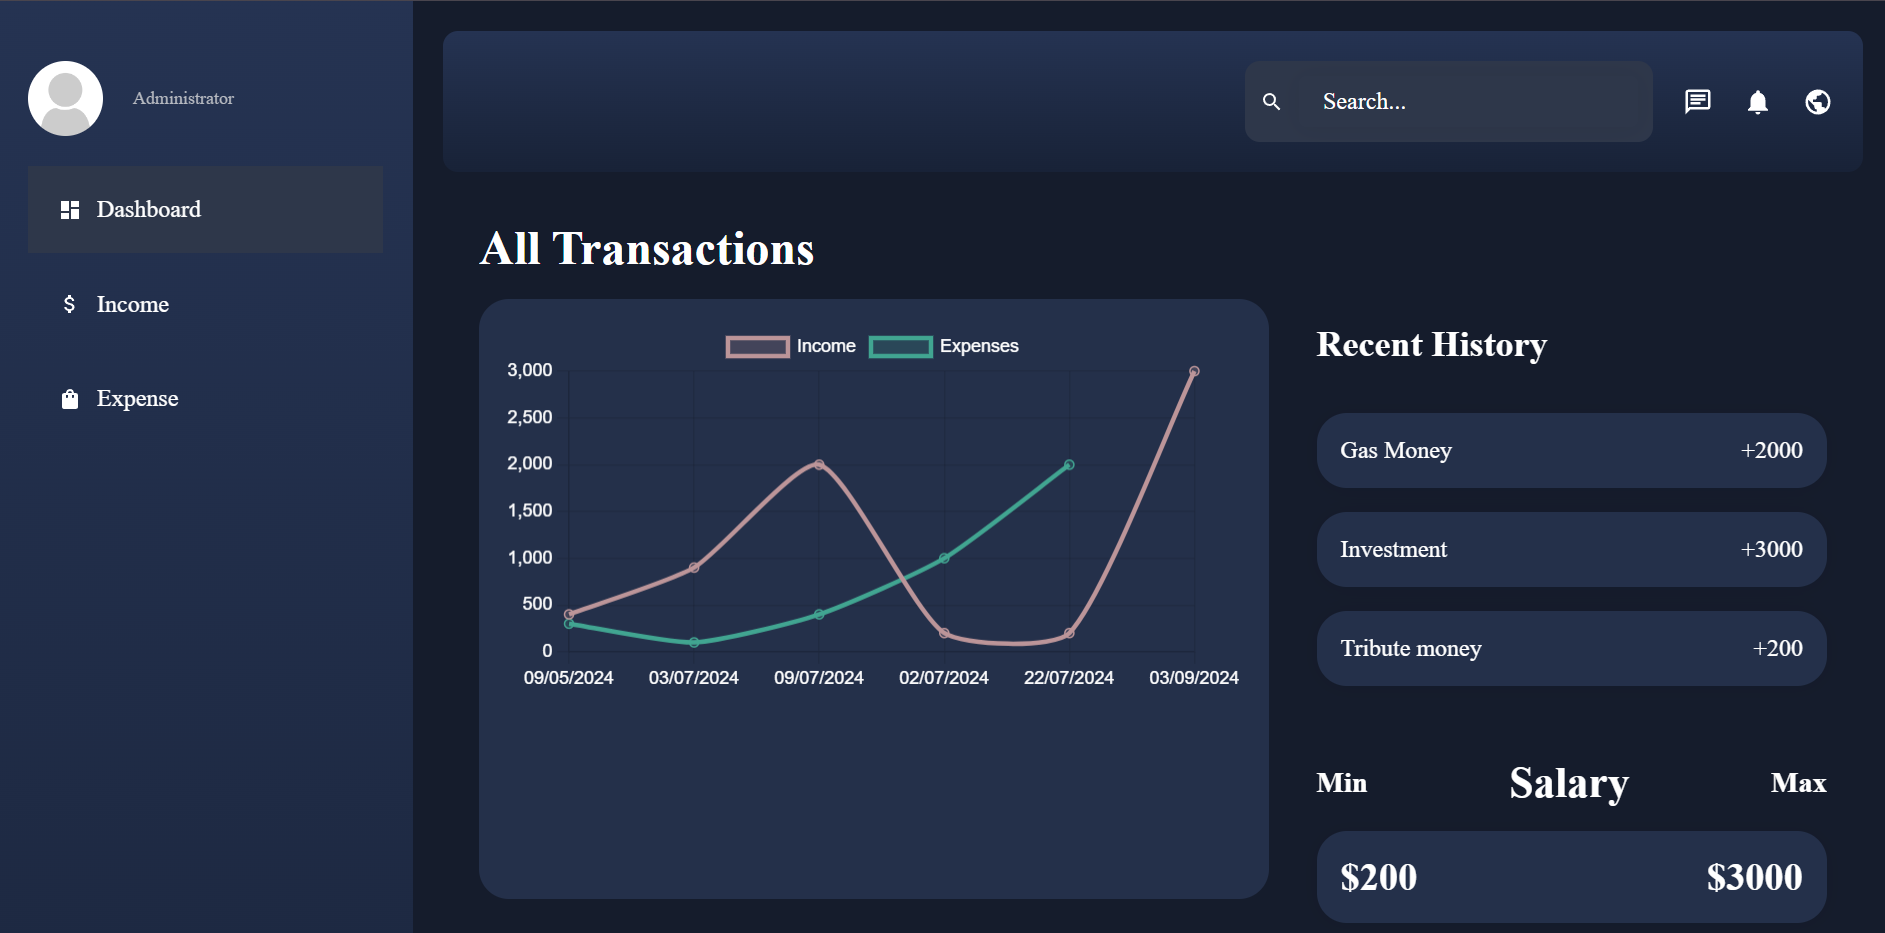 Administrator
Dashboard
Income
Expense
Search...
All Transactions
Income Expenses
3,000
2,500
2,000
1,500
1,000
500
0
09/05/2024 03/07/2024 09/07/2024 02/07/2024 22/07/2024 03/09/2024
Recent History
Gas Money +2000
Investment +3000
Tribute money +200
Min Salary Max
$200 $3000